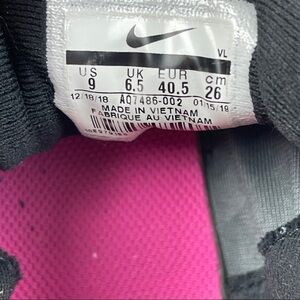 VL
US UK EUR cm
9 6.5 40.5 26
12/18/18 AQ7486-002 01/15/19
MADE IN VIETNAM
FABRIQUE AU VIETNAM